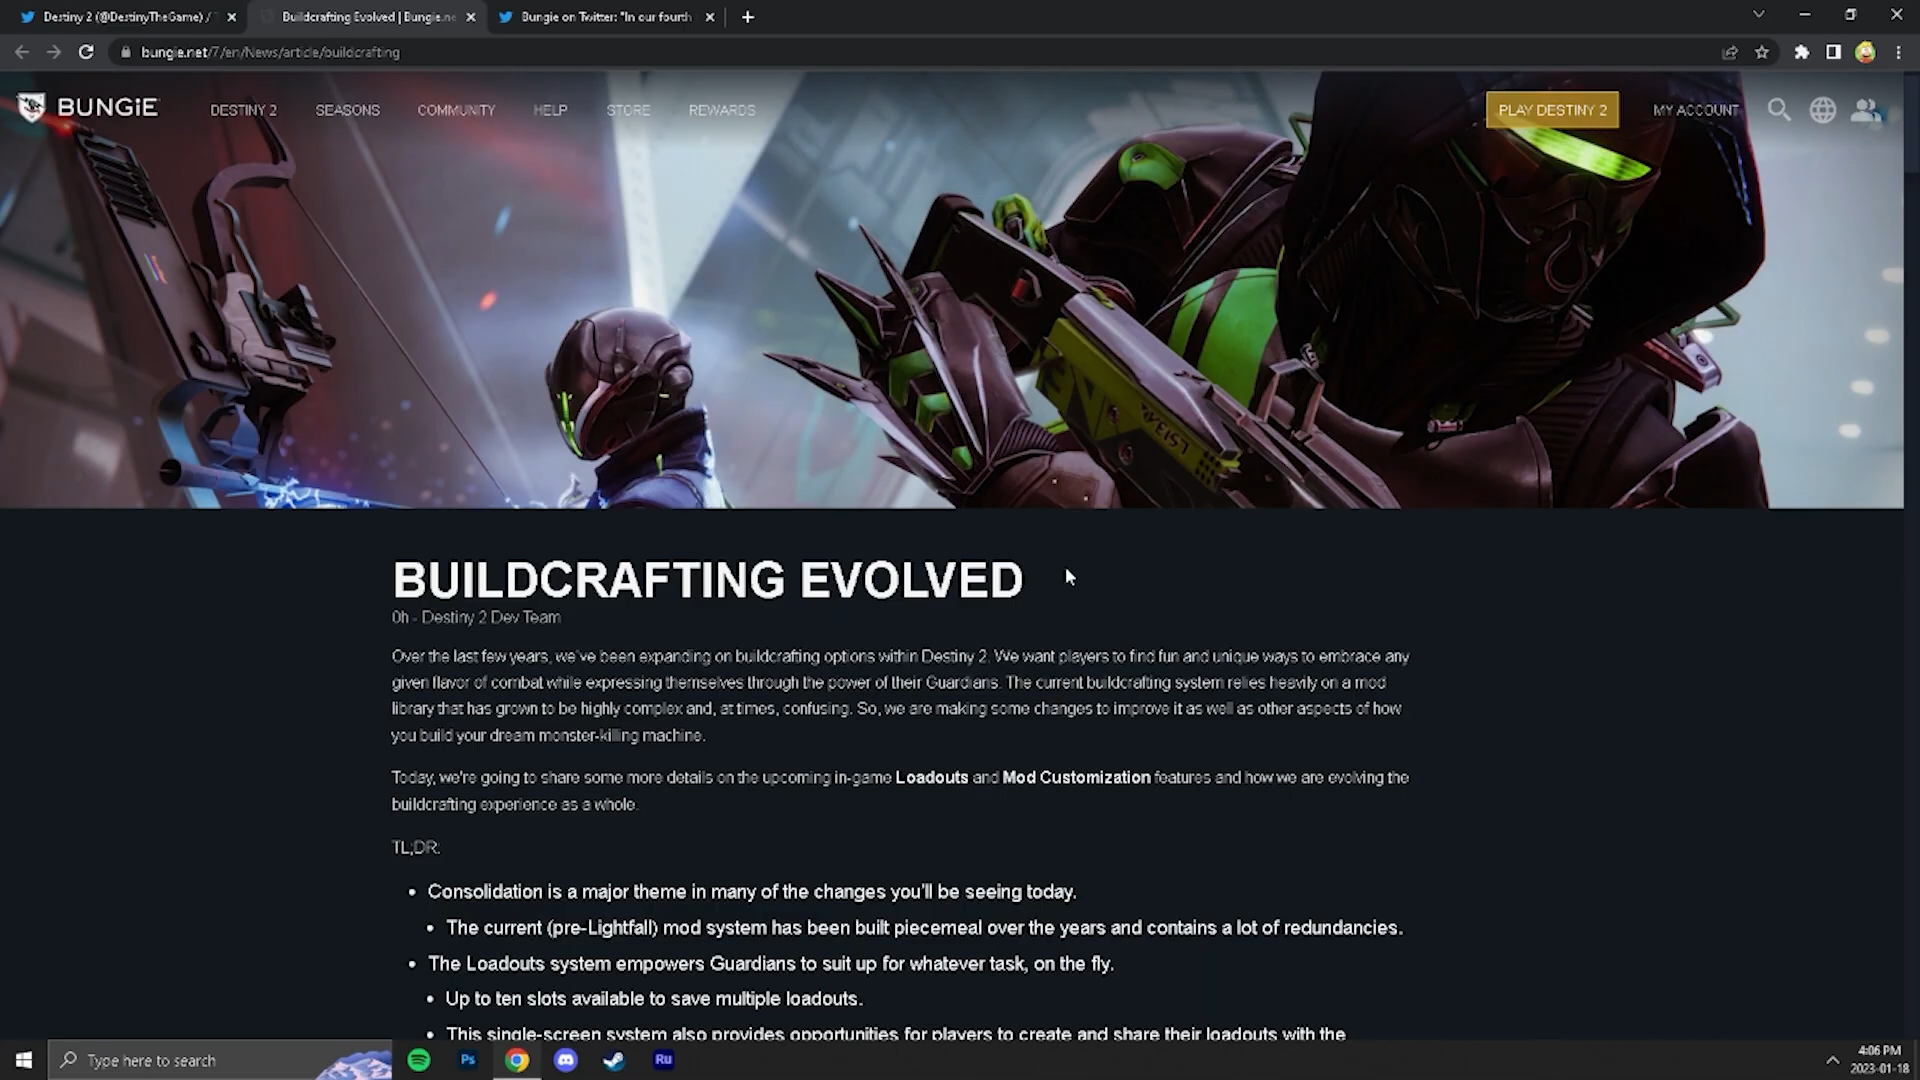 Destiny 2 (@DestinyTheGame) /
Buildcrafting Evolved | Bungie.ne
Bungie on Twitter: "In our fourth
bungie.net/7/en/News/article/buildcrafting
BUNGIE
DESTINY 2
SEASONS
COMMUNITY
HELP
STORE
REWARDS
PLAY DESTINY 2
MY ACCOUNT
BUILDCRAFTING EVOLVED
0h - Destiny 2 Dev Team
Over the last few years, we've been expanding on buildcrafting options within Destiny 2. We want players to find fun and unique ways to embrace any
given flavor of combat while expressing themselves through the power of their Guardians. The current buildcrafting system relies heavily on a mod
library that has grown to be highly complex and, at times, confusing. So, we are making some changes to improve it as well as other aspects of how
you build your dream monster-killing machine.
Today, we're going to share some more details on the upcoming in-game Loadouts and Mod Customization features and how we are evolving the
buildcrafting experience as a whole.
TL;DR:
• Consolidation is a major theme in many of the changes you'll be seeing today.
• The current (pre-Lightfall) mod system has been built piecemeal over the years and contains a lot of redundancies.
• The Loadouts system empowers Guardians to suit up for whatever task, on the fly.
• Up to ten slots available to save multiple loadouts.
• This single-screen system also provides opportunities for players to create and share their loadouts with the
Type here to search
Ps
Ru
4:06 PM
2023-01-18